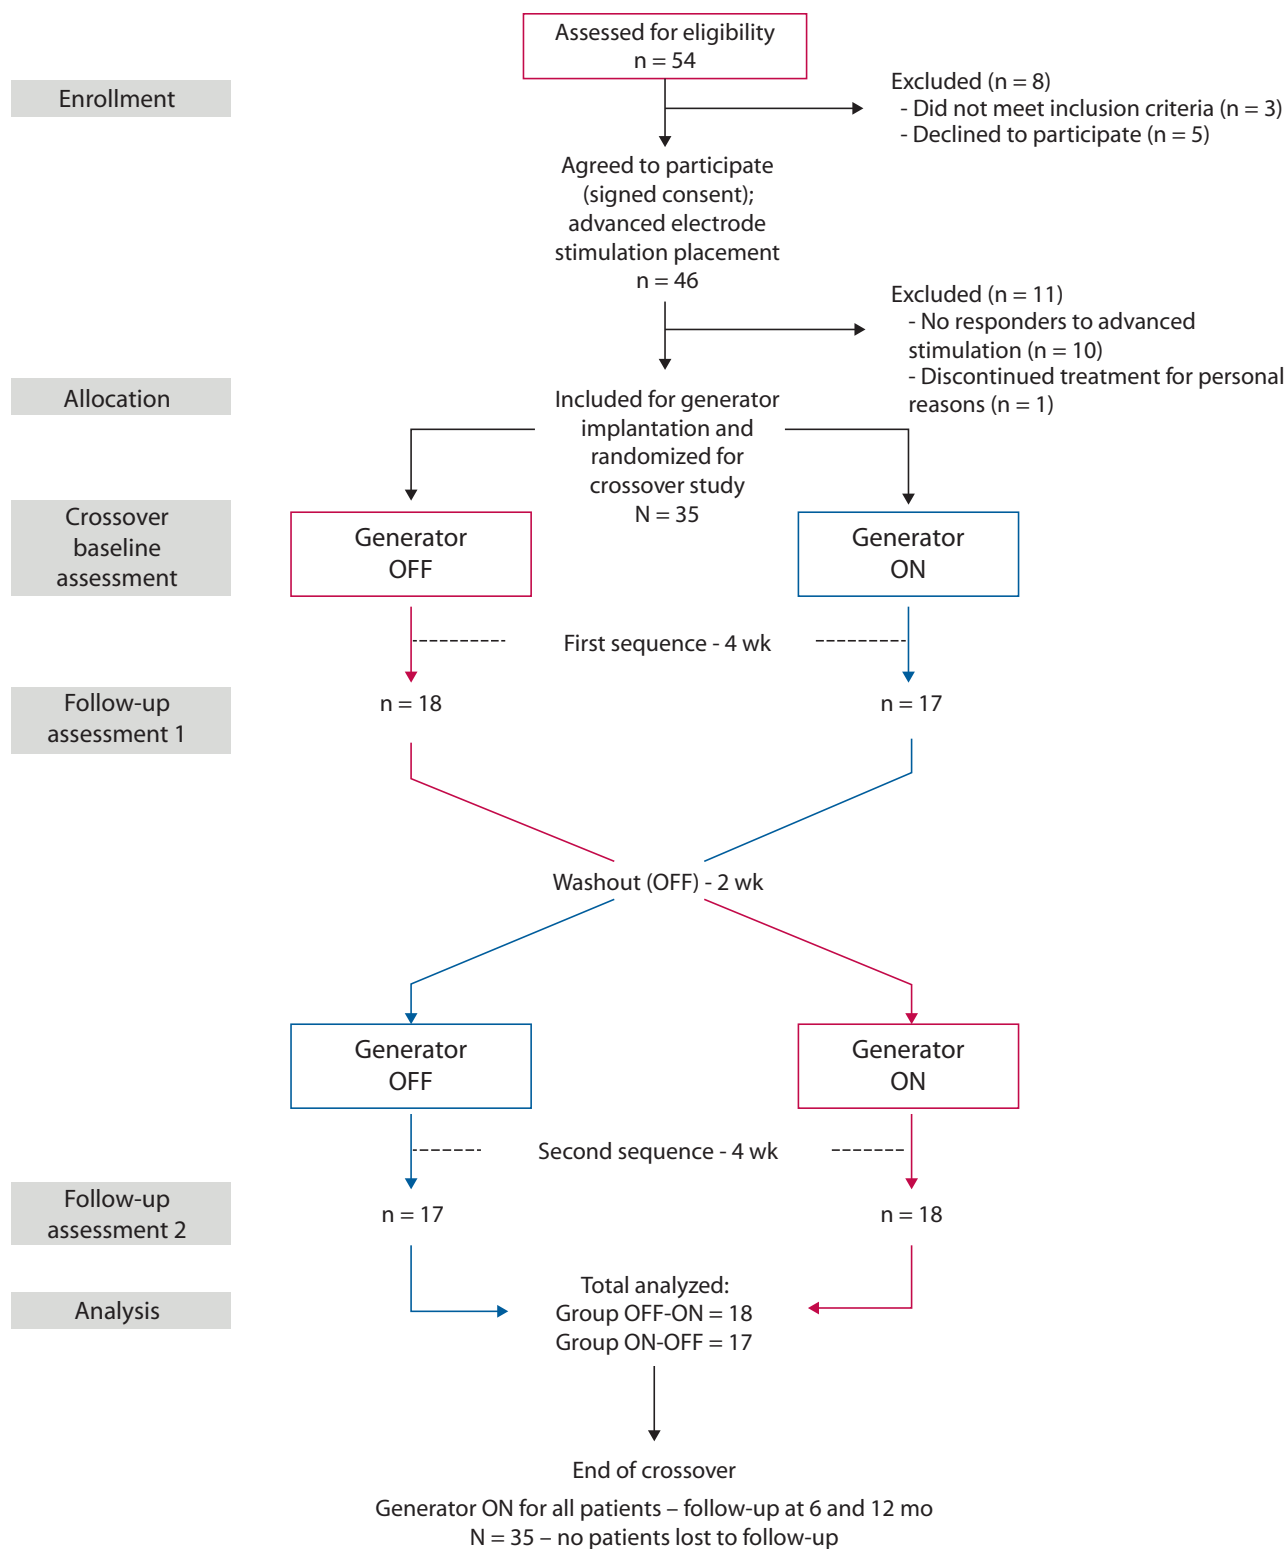 Assessed for eligibility
n = 54
Enrollment
Excluded (n = 8)
- Did not meet inclusion criteria (n = 3)
- Declined to participate (n = 5)
Agreed to participate
(signed consent);
advanced electrode
stimulation placement
n = 46
Excluded (n = 11)
- No responders to advanced
stimulation (n = 10)
- Discontinued treatment for personal
reasons (n = 1)
Allocation
Included for generator
implantation and
randomized for
crossover study
N = 35
Crossover
baseline
assessment
Generator
OFF
Generator
ON
First sequence - 4 wk
Follow-up
assessment 1
n = 18
n = 17
Washout (OFF) - 2 wk
Generator
OFF
Generator
ON
Second sequence - 4 wk
Follow-up
assessment 2
n = 17
n = 18
Analysis
Total analyzed:
Group OFF-ON = 18
Group ON-OFF = 17
End of crossover
Generator ON for all patients – follow-up at 6 and 12 mo
N = 35 – no patients lost to follow-up